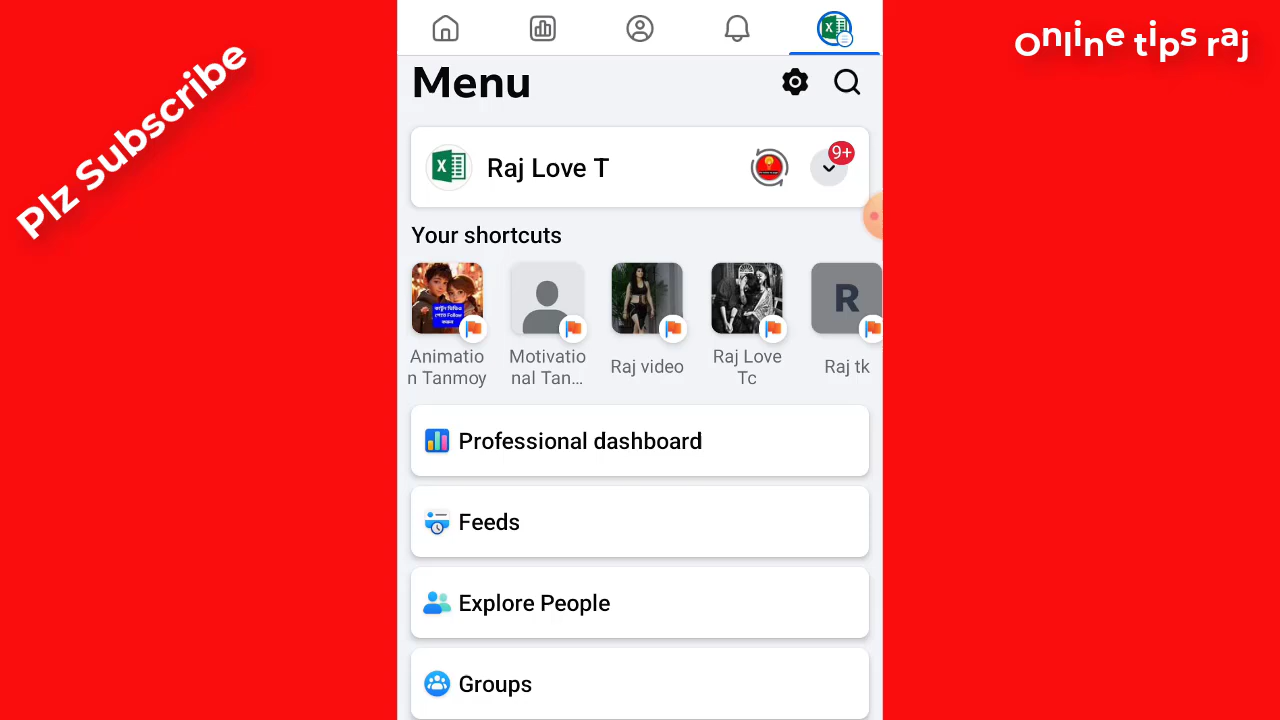 Plz Subscribe
Online tips raj
Menu
Raj Love T
9+
Your shortcuts
Animatio
n Tanmoy
Motivatio
nal Tan...
Raj video
Raj Love
Tc
R
Raj tk
Professional dashboard
Feeds
Explore People
Groups